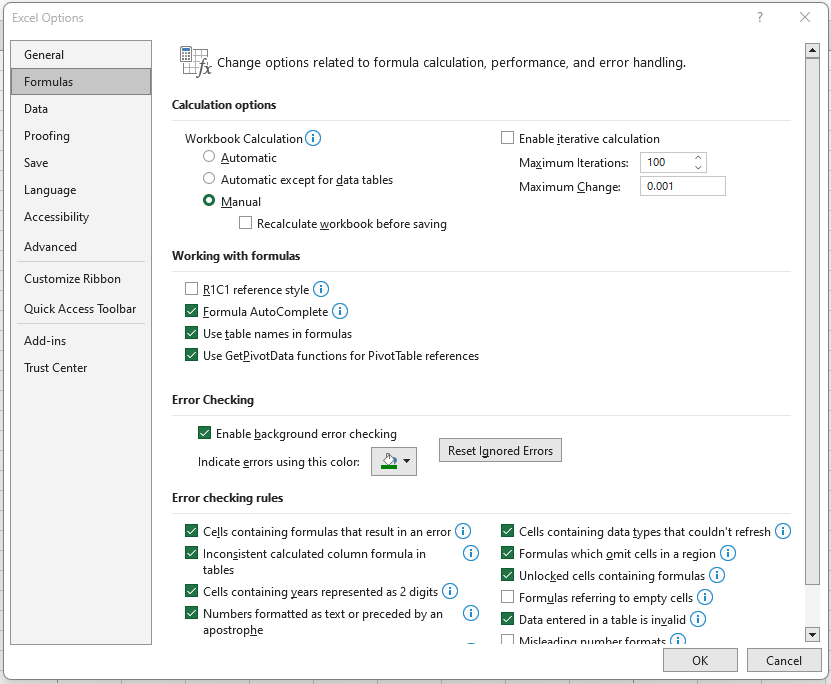 Excel Options
?
General
Formulas
Data
Proofing
Save
Language
Accessibility
Advanced
Customize Ribbon
Quick Access Toolbar
Add-ins
Trust Center
Change options related to formula calculation, performance, and error handling.
Calculation options
Workbook Calculation
Automatic
Automatic except for data tables
Manual
Recalculate workbook before saving
Enable iterative calculation
Maximum Iterations: 100
Maximum Change: 0.001
Working with formulas
R1C1 reference style
Formula AutoComplete
Use table names in formulas
Use GetPivotData functions for PivotTable references
Error Checking
Enable background error checking
Indicate errors using this color:
Reset Ignored Errors
Error checking rules
Cells containing formulas that result in an error
Inconsistent calculated column formula in
tables
Cells containing years represented as 2 digits
Numbers formatted as text or preceded by an
apostrophe
Cells containing data types that couldn't refresh
Formulas which omit cells in a region
Unlocked cells containing formulas
Formulas referring to empty cells
Data entered in a table is invalid
Misleading number formats
OK
Cancel